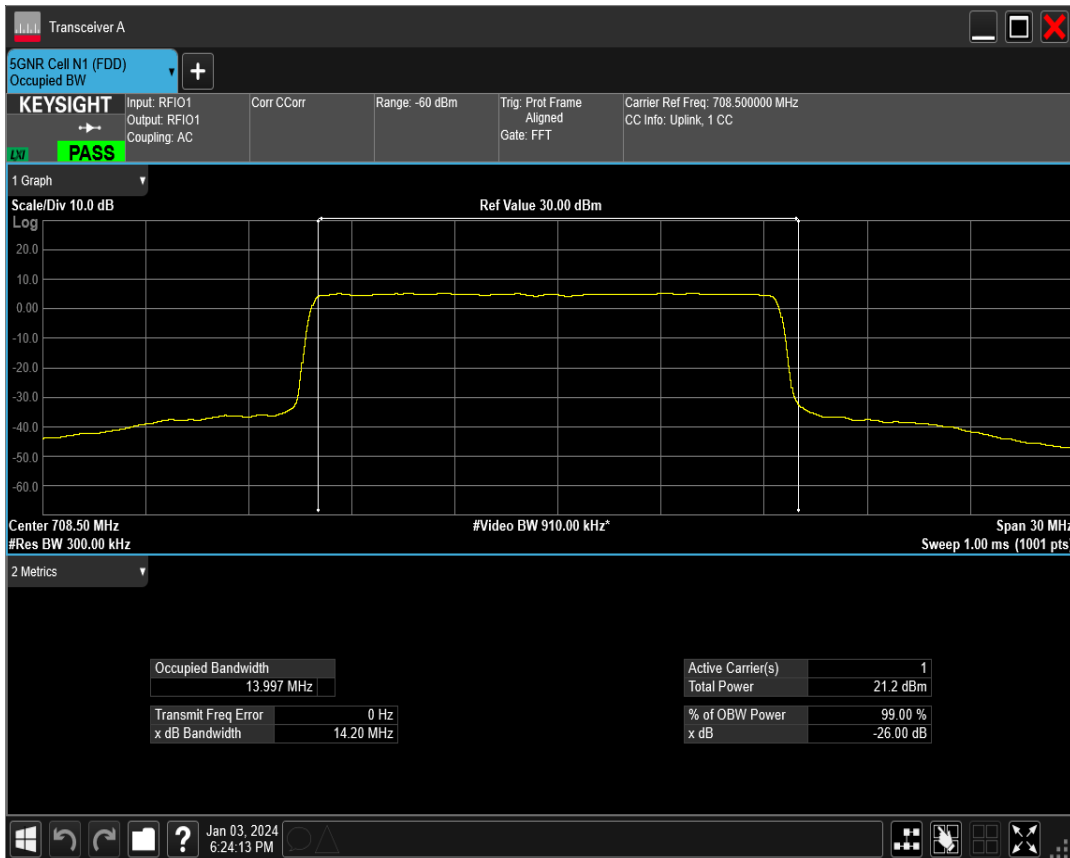 Transceiver A
5GNR Cell N1 (FDD)
Occupied BW
KEYSIGHT
LXI
PASS
Input: RFIO1
Output: RFIO1
Coupling: AC
Corr CCorr
Range: -60 dBm
Trig: Prot Frame
Aligned
Gate: FFT
Carrier Ref Freq: 708.500000 MHz
CC Info: Uplink, 1 CC
1 Graph
Scale/Div 10.0 dB
Ref Value 30.00 dBm
Log
20.0
10.0
0.00
-10.0
-20.0
-30.0
-40.0
-50.0
-60.0
Center 708.50 MHz
#Video BW 910.00 kHz*
Span 30 MHz
#Res BW 300.00 kHz
Sweep 1.00 ms (1001 pts)
2 Metrics
Occupied Bandwidth
13.997 MHz
Transmit Freq Error 0 Hz
x dB Bandwidth 14.20 MHz
Active Carrier(s) 1
Total Power 21.2 dBm
% of OBW Power 99.00 %
x dB -26.00 dB
Jan 03, 2024
6:24:13 PM